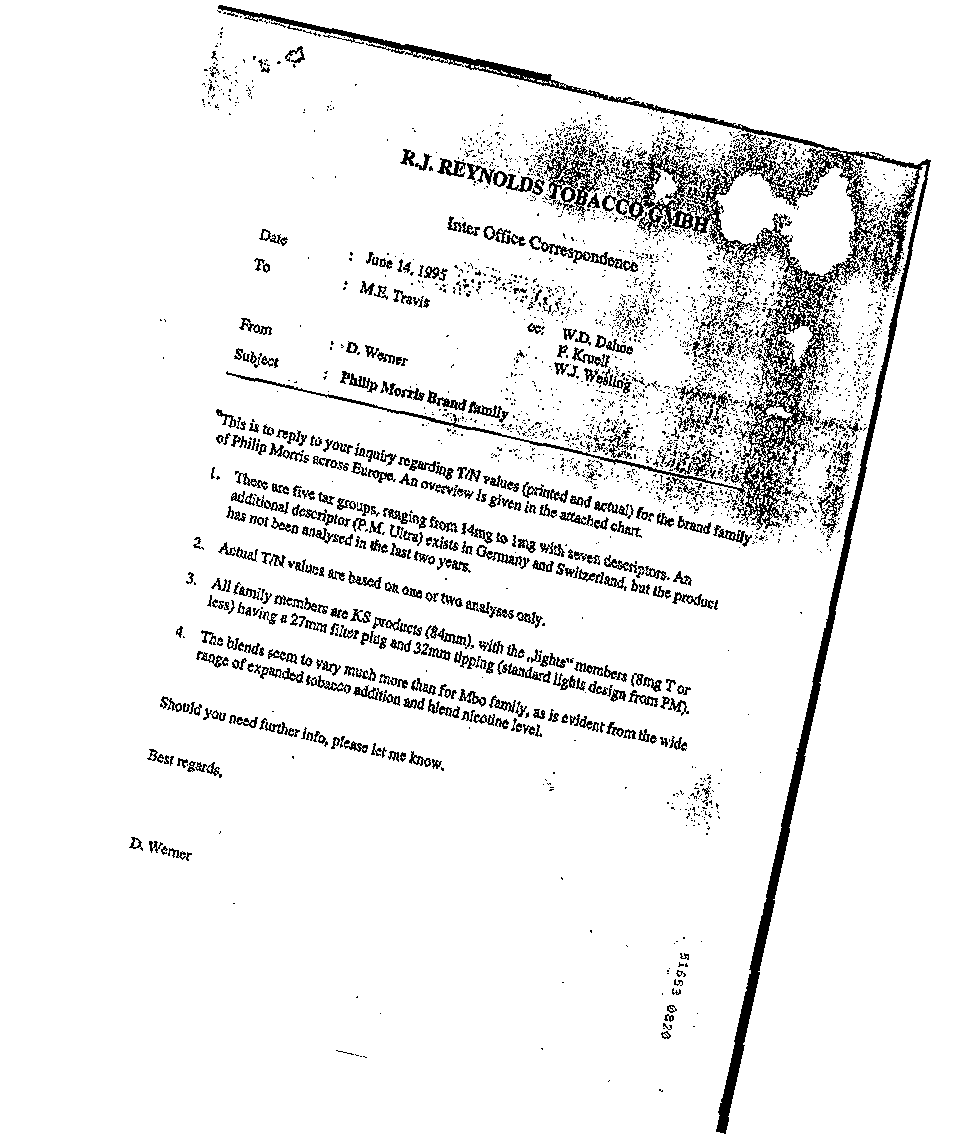 R.J. REYNOLDS TOBACCO GMBH
Inter Office Correspondence
Date : June 14, 1995
To : M.E. Travis
cc: W.D. Dahne
F. Kruell
W.J. Wesling
From : D. Werner
Subject : Philip Morris Brand family
This is to reply to your inquiry regarding T/N values (printed and actual) for the brand family
of Philip Morris across Europe. An overview is given in the attached chart.
1. There are five tar groups, ranging from 14mg to 1mg with seven descriptors. An
additional descriptor (P.M. Ultra) exists in Germany and Switzerland, but the product
has not been analysed in the last two years.
2. Actual T/N values are based on one or two analyses only.
3. All family members are KS products (84mm), with the „lights" members (8mg T or
less) having a 27mm filter plug and 32mm tipping (standard lights design from PM).
4. The blends seem to vary much more than for Mbo family, as is evident from the wide
range of expanded tobacco addition and blend nicotine level.
Should you need further info, please let me know.
Best regards,
D. Werner
51663 0820